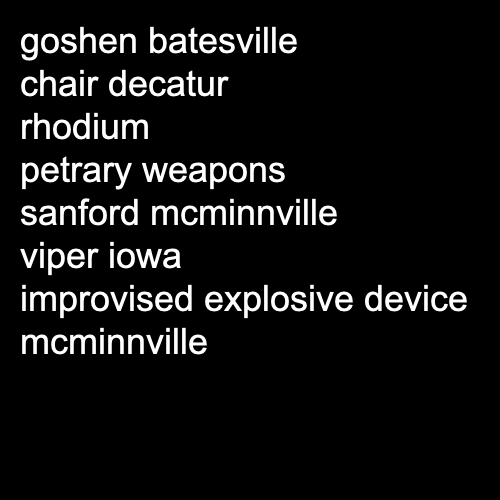 goshen batesville
chair decatur
rhodium
petrary weapons
sanford mcminnville
viper iowa
improvised explosive device
mcminnville